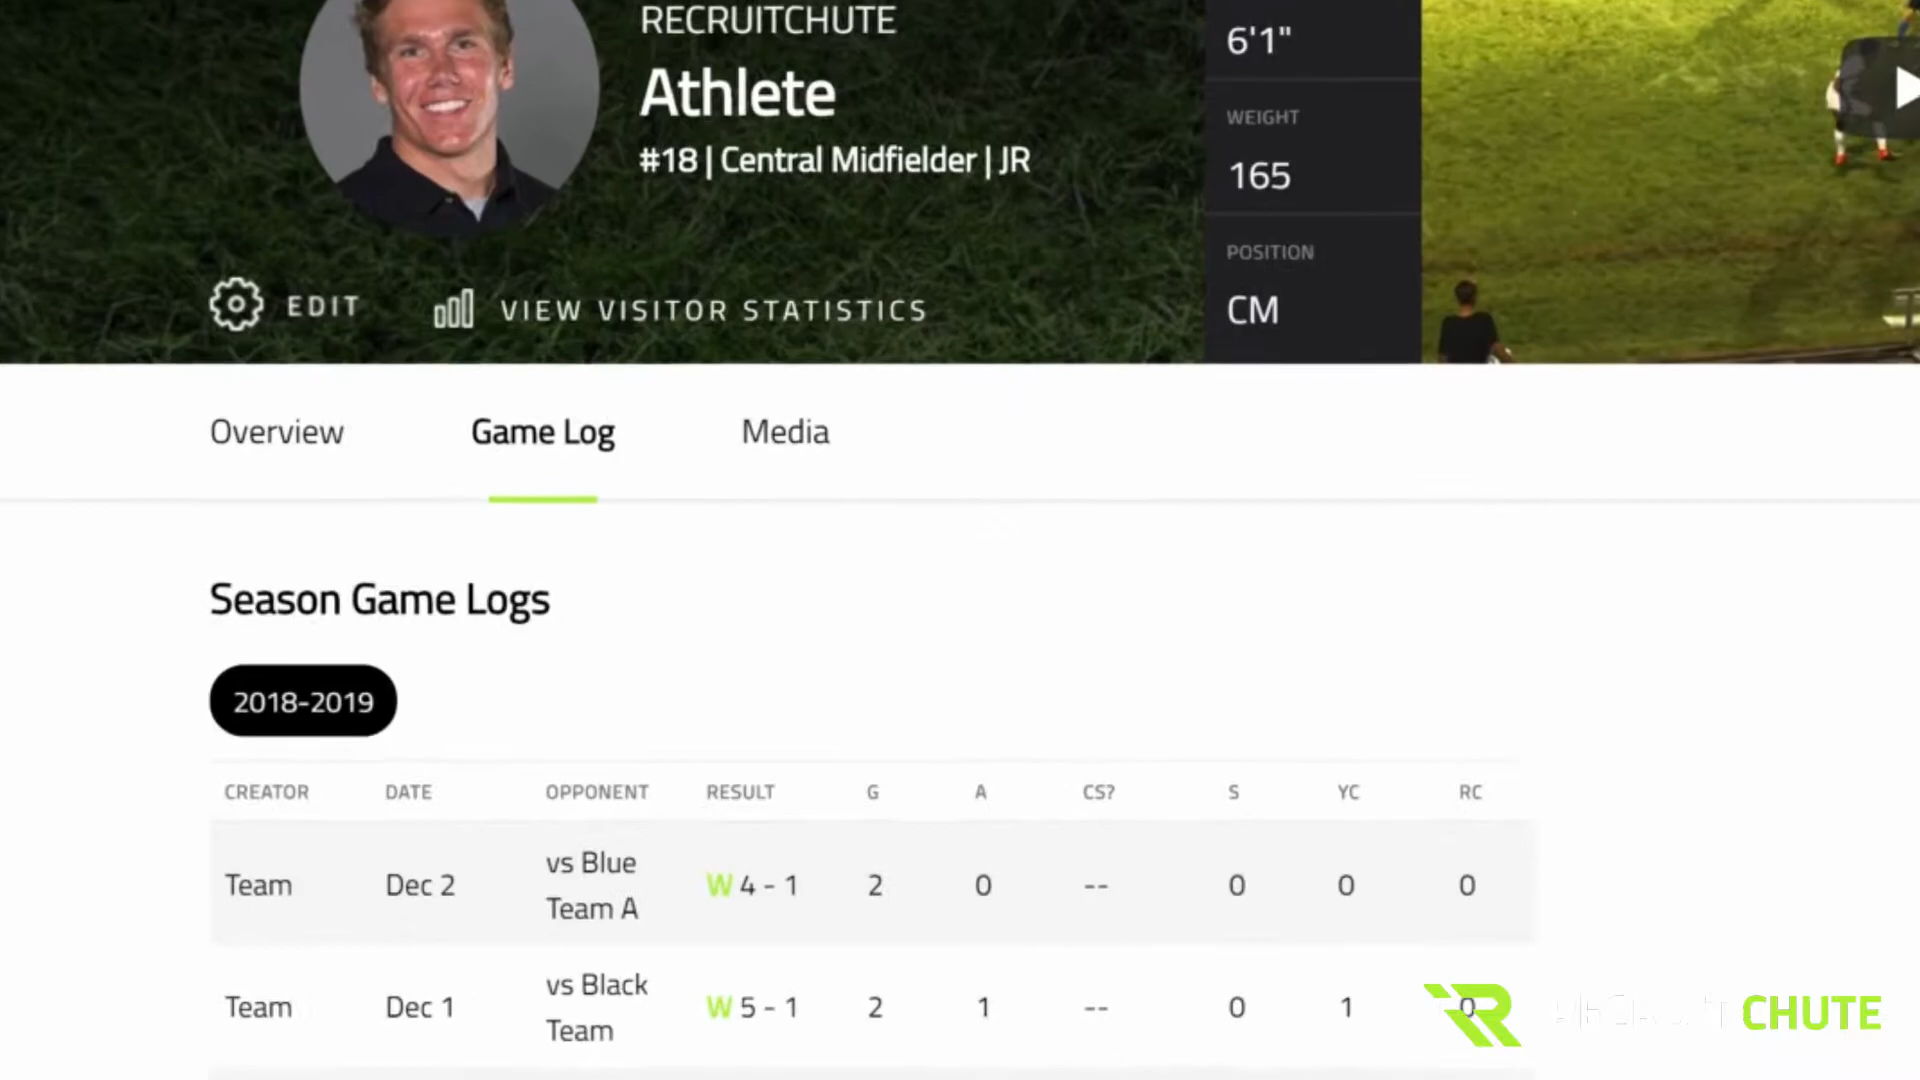 RECRUITCHUTE
Athlete
#18 | Central Midfielder | JR
EDIT
VIEW VISITOR STATISTICS
6'1"
WEIGHT
165
POSITION
CM
Overview Game Log Media
Season Game Logs
2018-2019
CREATOR DATE OPPONENT RESULT G A CS? S YC RC
Team Dec 2 vs Blue Team A W 4 - 1 2 0 -- 0 0 0
Team Dec 1 vs Black Team W 5 - 1 2 1 -- 0 1 0
CHUTE